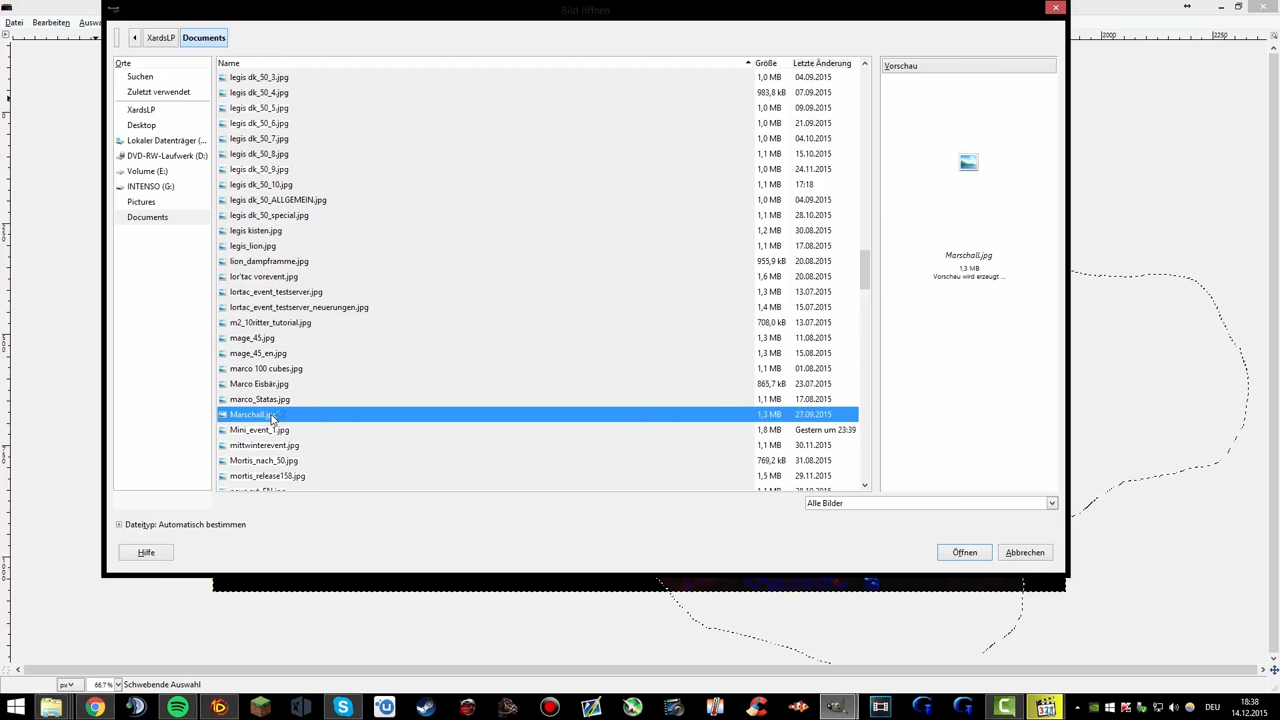 Bild öffnen
Datei Bearbeiten Auswa
2000 2250
XardsLP Documents
Orte
Suchen
Zuletzt verwendet
XardsLP
Desktop
Lokaler Datenträger (...
DVD-RW-Laufwerk (D:)
Volume (E:)
INTENSO (G:)
Pictures
Documents
Name Größe Letzte Änderung
legis dk_50_3.jpg 1,0 MB 04.09.2015
legis dk_50_4.jpg 983,8 kB 07.09.2015
legis dk_50_5.jpg 1,0 MB 09.09.2015
legis dk_50_6.jpg 1,0 MB 21.09.2015
legis dk_50_7.jpg 1,0 MB 04.10.2015
legis dk_50_8.jpg 1,1 MB 15.10.2015
legis dk_50_9.jpg 1,0 MB 24.11.2015
legis dk_50_10.jpg 1,1 MB 17:18
legis dk_50_ALLGEMEIN.jpg 1,0 MB 04.09.2015
legis dk_50_special.jpg 1,1 MB 28.10.2015
legis kisten.jpg 1,2 MB 30.08.2015
legis_lion.jpg 1,1 MB 17.08.2015
lion_dampframme.jpg 955,9 kB 20.08.2015
lor'tac vorevent.jpg 1,6 MB 20.08.2015
lortac_event_testserver.jpg 1,3 MB 13.07.2015
lortac_event_testserver_neuerungen.jpg 1,4 MB 15.07.2015
m2_10ritter_tutorial.jpg 708,0 kB 13.07.2015
mage_45.jpg 1,3 MB 11.08.2015
mage_45_en.jpg 1,3 MB 15.08.2015
marco 100 cubes.jpg 1,1 MB 01.08.2015
Marco Eisbär.jpg 865,7 kB 23.07.2015
marco_Statas.jpg 1,1 MB 17.08.2015
Marschall.jpg 1,3 MB 27.09.2015
Mini_event_1.jpg 1,8 MB Gestern um 23:39
mittwinterevent.jpg 1,1 MB 30.11.2015
Mortis_nach_50.jpg 769,2 kB 31.08.2015
mortis_release158.jpg 1,5 MB 29.11.2015
Vorschau
Marschall.jpg
1,3 MB
Vorschau wird erzeugt ...
Alle Bilder
Dateityp: Automatisch bestimmen
Hilfe Öffnen Abbrechen
px 66,7% Schwebende Auswahl
DEU
18:38
14.12.2015